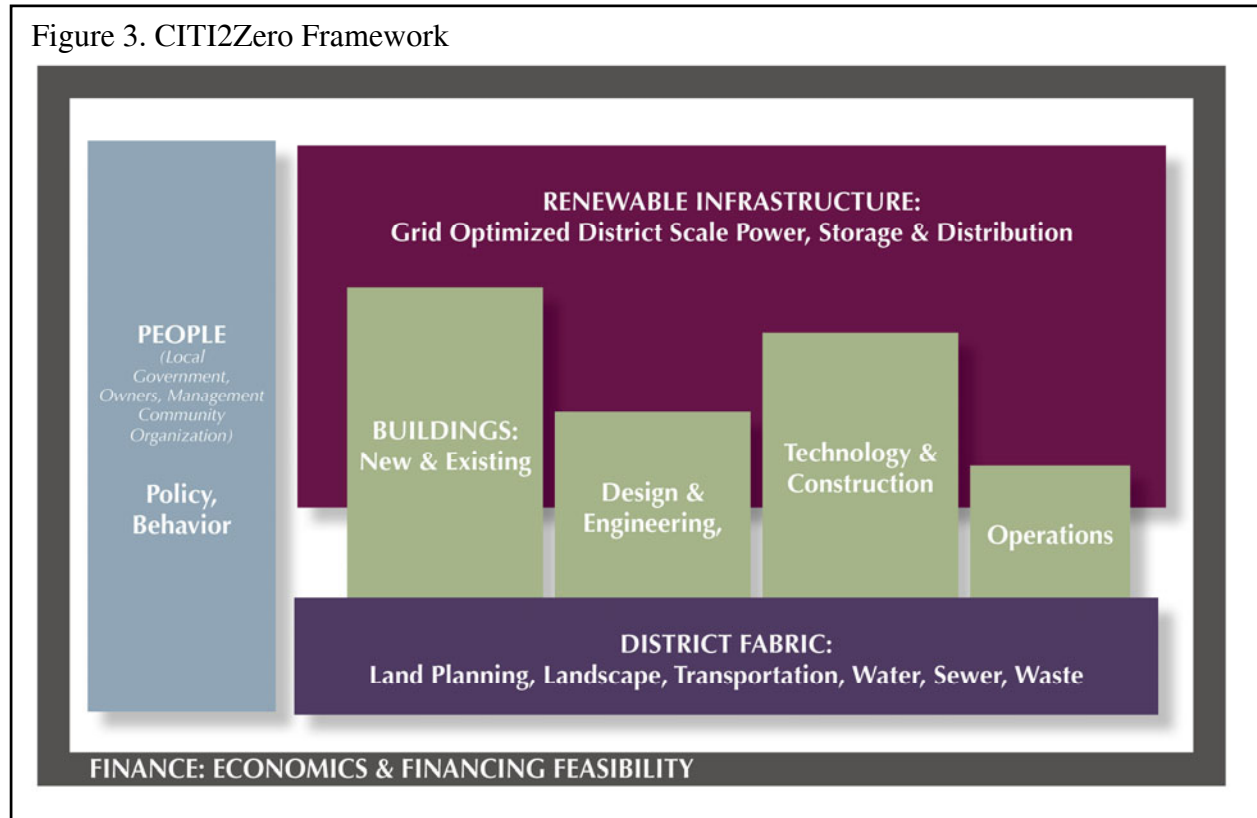 Figure 3. CITI2Zero Framework
RENEWABLE INFRASTRUCTURE:
Grid Optimized District Scale Power, Storage & Distribution
PEOPLE
(Local
Government,
Owners, Management
Community
Organization)
Policy,
Behavior
BUILDINGS:
New & Existing
Design &
Engineering,
Technology &
Construction
Operations
DISTRICT FABRIC:
Land Planning, Landscape, Transportation, Water, Sewer, Waste
FINANCE: ECONOMICS & FINANCING FEASIBILITY